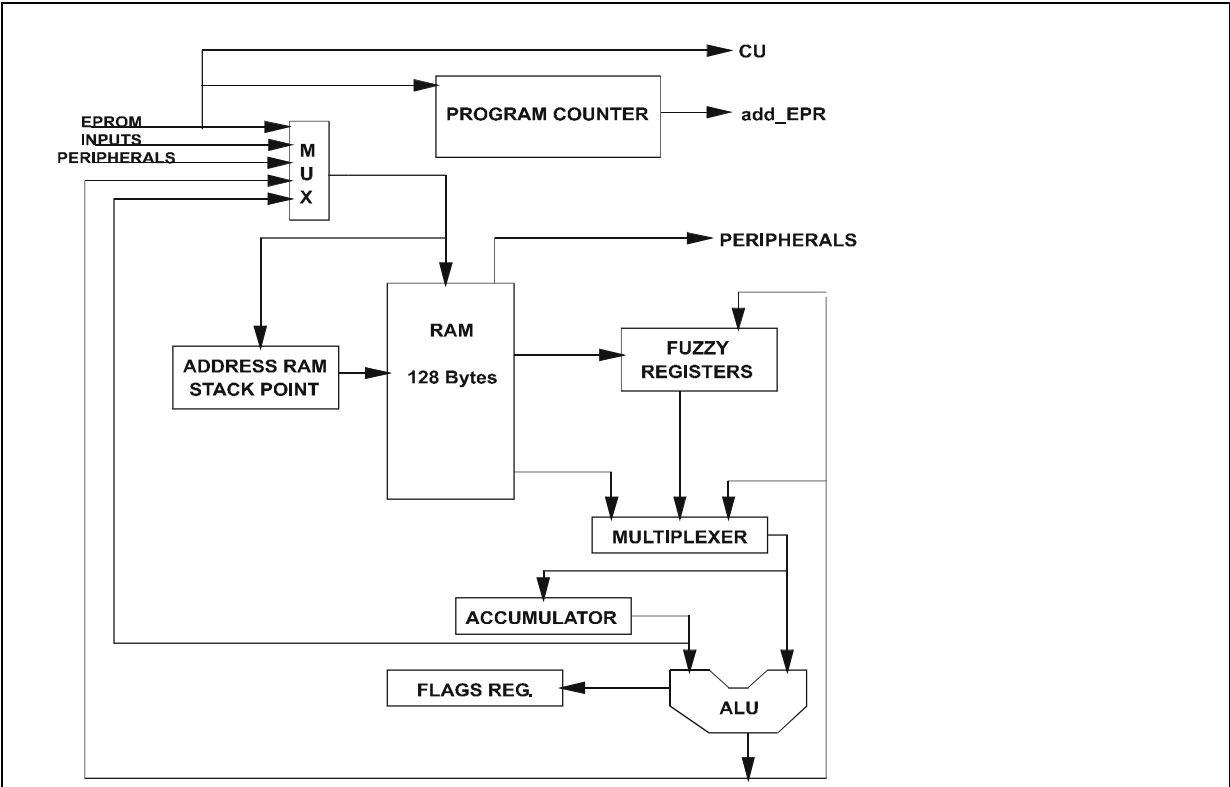 CU
PROGRAM COUNTER
add_EPR
EPROM
INPUTS
PERIPHERALS
M
U
X
PERIPHERALS
RAM
128 Bytes
FUZZY
REGISTERS
ADDRESS RAM
STACK POINT
MULTIPLEXER
ACCUMULATOR
FLAGS REG.
ALU